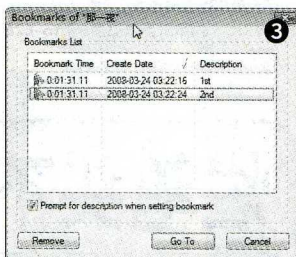 Bookmarks of "那一夜"
3
Bookmarks List
Bookmark Time Create Date / Description
0:01:31.11 2008-03-24 03:22:16 1st
0:01:31.11 2008-03-24 03:22:24 2nd
Prompt for description when setting bookmark
Remove Go To Cancel